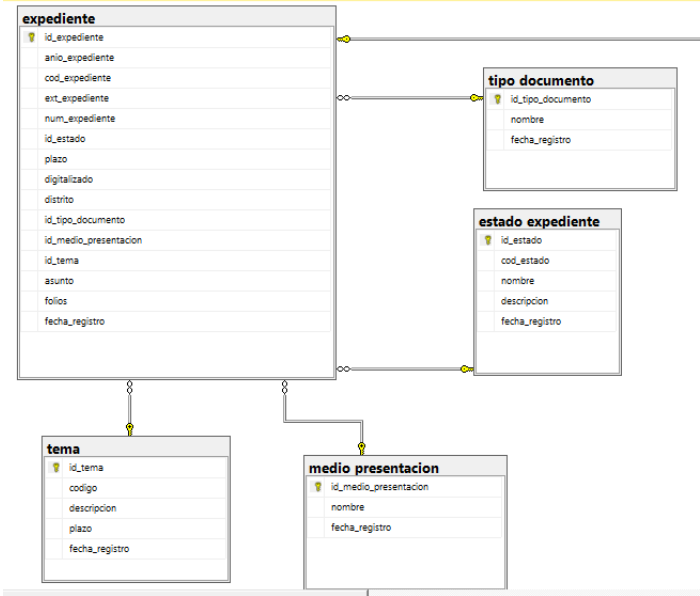 expediente
id_expediente
anio_expediente
cod_expediente
ext_expediente
num_expediente
id_estado
plazo
digitalizado
distrito
id_tipo_documento
id_medio_presentacion
id_tema
asunto
folios
fecha_registro
tipo documento
id_tipo_documento
nombre
fecha_registro
estado expediente
id_estado
cod_estado
nombre
descripcion
fecha_registro
tema
id_tema
codigo
descripcion
plazo
fecha_registro
medio presentacion
id_medio_presentacion
nombre
fecha_registro